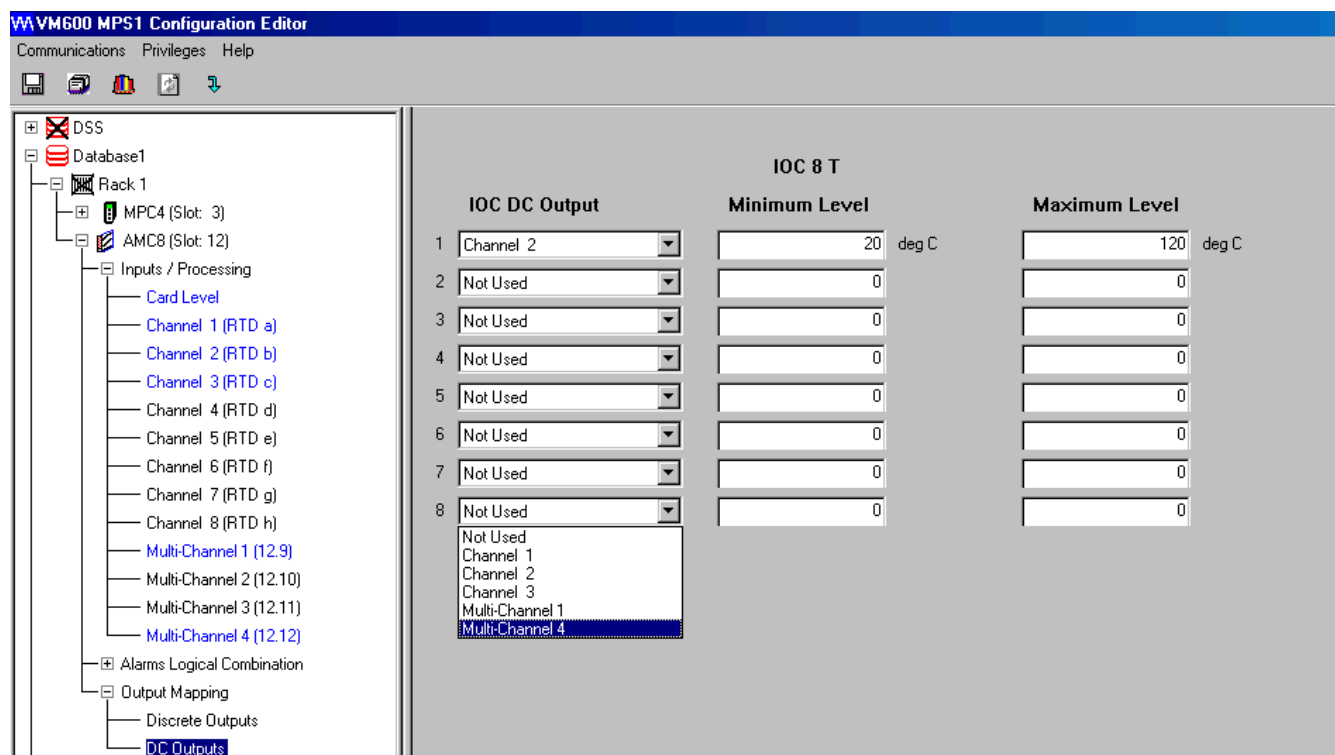 VM600 MPS1 Configuration Editor
Communications Privileges Help
DSS
Database1
Rack 1
MPC4 (Slot: 3)
AMC8 (Slot: 12)
Inputs / Processing
Card Level
Channel 1 (RTD a)
Channel 2 (RTD b)
Channel 3 (RTD c)
Channel 4 (RTD d)
Channel 5 (RTD e)
Channel 6 (RTD f)
Channel 7 (RTD g)
Channel 8 (RTD h)
Multi-Channel 1 (12.9)
Multi-Channel 2 (12.10)
Multi-Channel 3 (12.11)
Multi-Channel 4 (12.12)
Alarms Logical Combination
Output Mapping
Discrete Outputs
DC Outputs
IOC 8 T
IOC DC Output Minimum Level Maximum Level
1 Channel 2 20 deg C 120 deg C
2 Not Used 0 0
3 Not Used 0 0
4 Not Used 0 0
5 Not Used 0 0
6 Not Used 0 0
7 Not Used 0 0
8 Not Used 0 0
Not Used
Channel 1
Channel 2
Channel 3
Multi-Channel 1
Multi-Channel 4